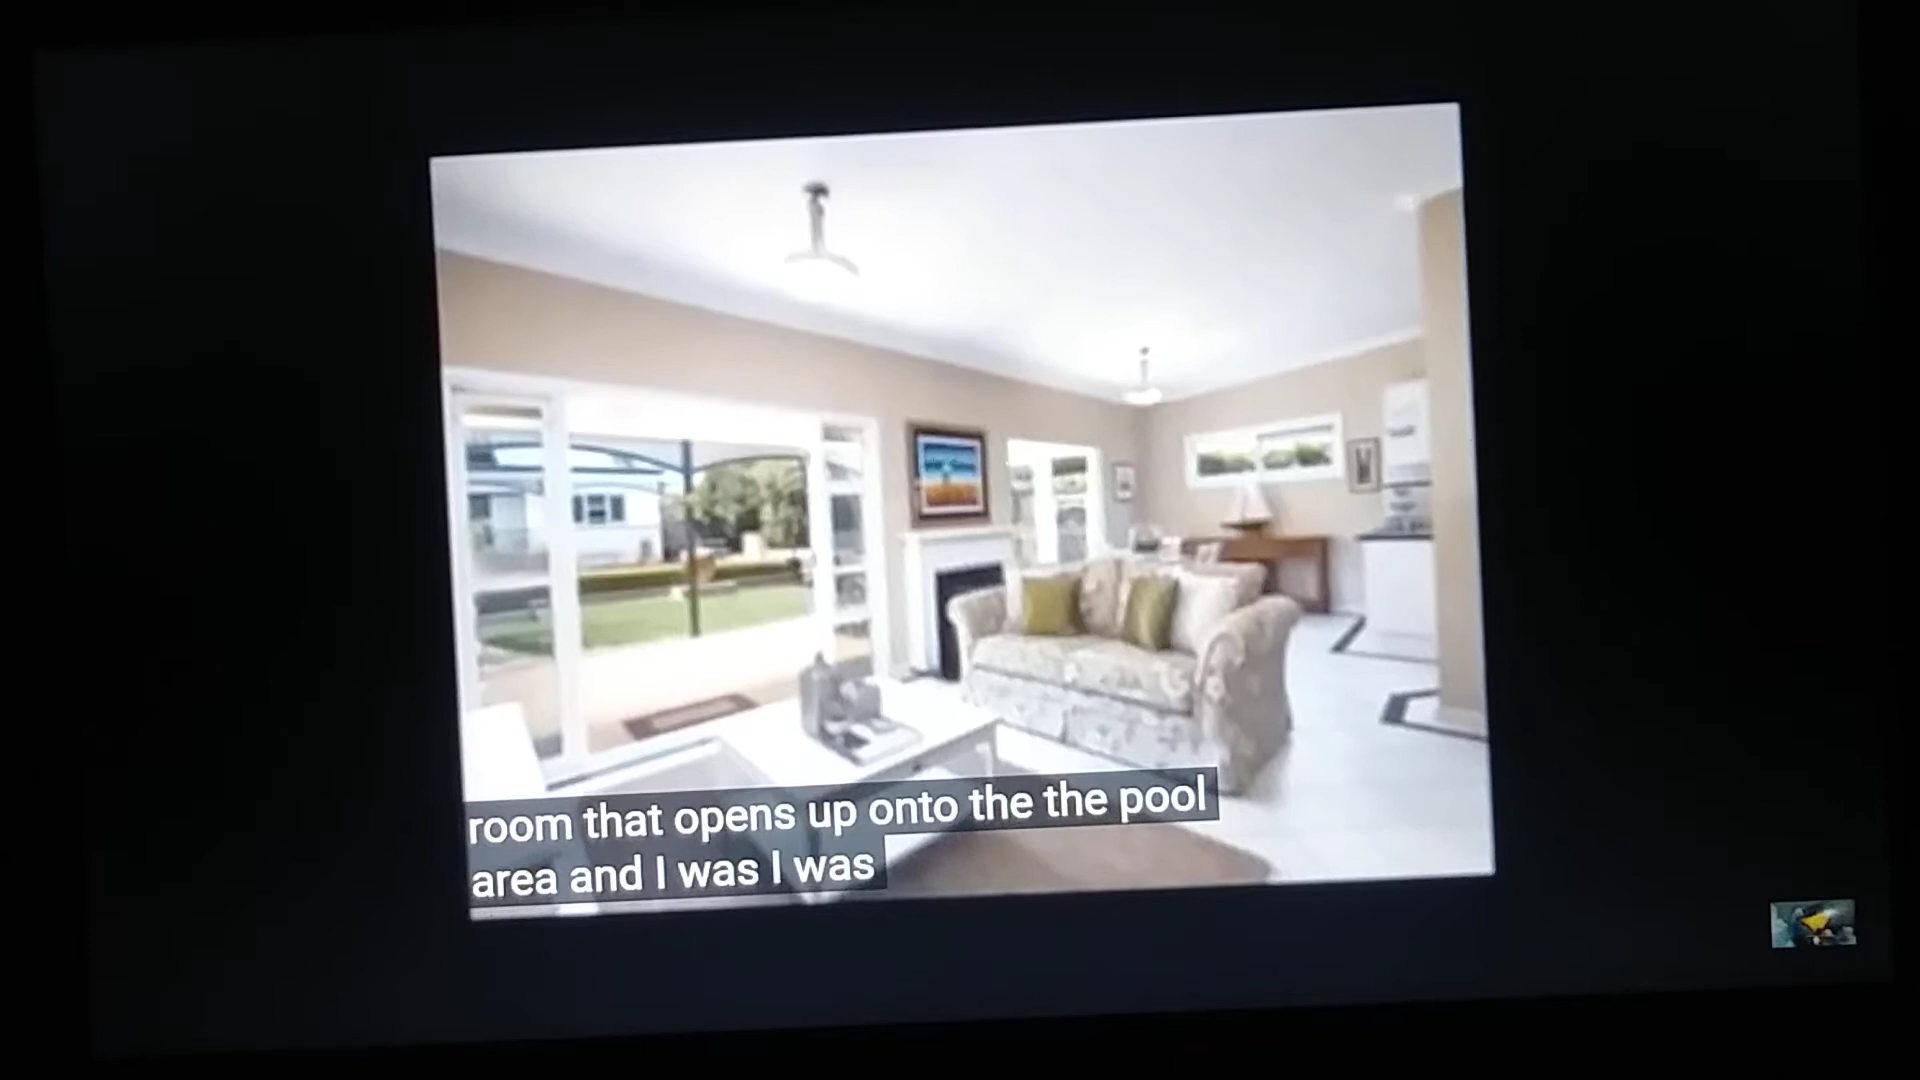 room that opens up onto the the pool
area and I was I was